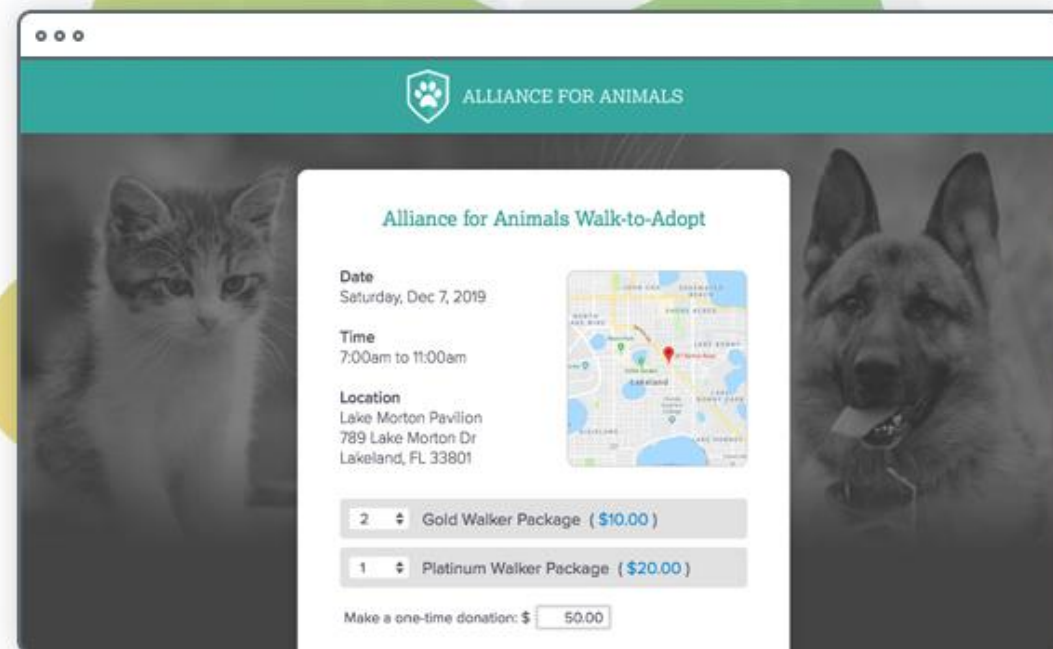 ALLIANCE FOR ANIMALS
Alliance for Animals Walk-to-Adopt
Date
Saturday, Dec 7, 2019
Time
7:00am to 11:00am
Location
Lake Morton Pavilion
789 Lake Morton Dr
Lakeland, FL 33801
Lakeland
2 Gold Walker Package ( $10.00 )
1 Platinum Walker Package ( $20.00 )
Make a one-time donation: $ 50.00